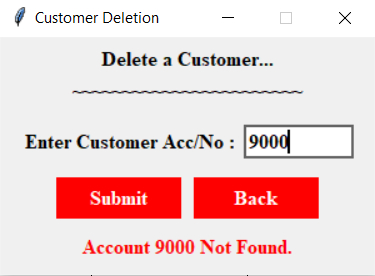 Customer Deletion
Delete a Customer...
~~~~~~~~~~~~~~~~~~~~~~~
Enter Customer Acc/No : 9000
Submit Back
Account 9000 Not Found.